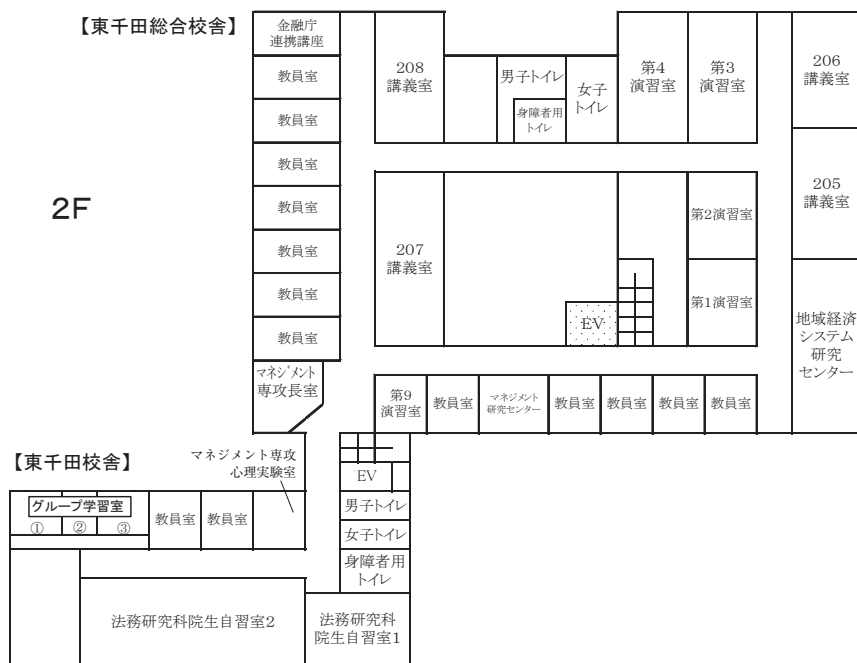 【東千田総合校舎】
金融庁
連携講座
教員室
教員室
教員室
教員室
教員室
教員室
教員室
マネジメント
専攻長室
208
講義室
男子トイレ
身障者用
トイレ
女子
トイレ
第4
演習室
第3
演習室
206
講義室
2F
207
講義室
EV
第2演習室
第1演習室
205
講義室
地域経済
システム
研究
センター
第9
演習室
教員室
マネジメント
研究センター
教員室
教員室
教員室
教員室
【東千田校舎】
マネジメント専攻
心理実験室
EV
グループ学習室
①
②
③
教員室
教員室
男子トイレ
女子トイレ
身障者用
トイレ
法務研究科院生自習室2
法務研究科
院生自習室1